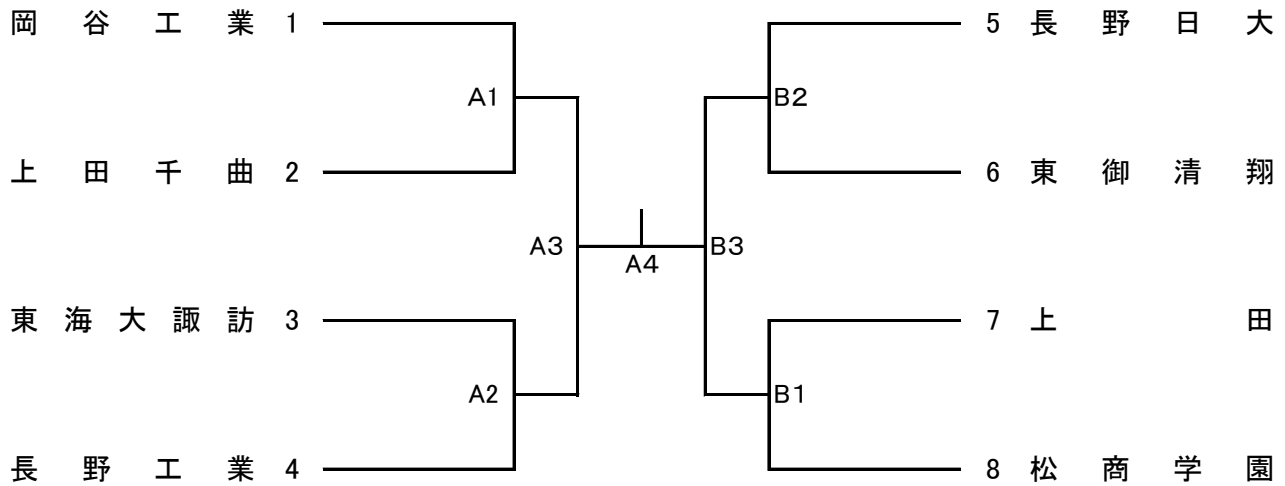 岡谷工業 1
5 長野日大
A1
B2
上田千曲 2
6 東御清翔
A3
A4
B3
東海大諏訪 3
7 上田
A2
B1
長野工業 4
8 松商学園